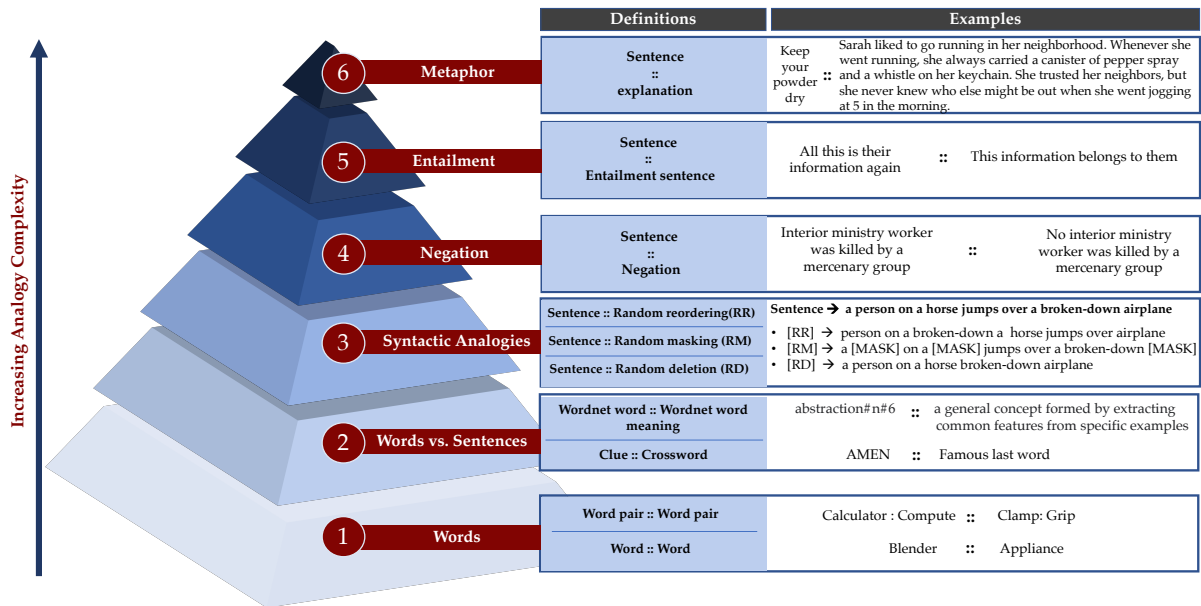 Definitions
Examples
Increasing Analogy Complexity
6
Metaphor
Sentence
::
explanation
Keep
your
powder
dry
::
Sarah liked to go running in her neighborhood. Whenever she
went running, she always carried a canister of pepper spray
and a whistle on her keychain. She trusted her neighbors, but
she never knew who else might be out when she went jogging
at 5 in the morning.
5
Entailment
Sentence
::
Entailment sentence
All this is their
information again
::
This information belongs to them
4
Negation
Sentence
::
Negation
Interior ministry worker
was killed by a
mercenary group
::
No interior ministry
worker was killed by a
mercenary group
3
Syntactic Analogies
Sentence :: Random reordering(RR)
Sentence :: Random masking (RM)
Sentence :: Random deletion (RD)
Sentence ➔ a person on a horse jumps over a broken-down airplane
• [RR] → person on a broken-down a horse jumps over airplane
• [RM] → a [MASK] on a [MASK] jumps over a broken-down [MASK]
• [RD] → a person on a horse broken-down airplane
2
Words vs. Sentences
Wordnet word :: Wordnet word
meaning
Clue :: Crossword
abstraction#n#6 :: a general concept formed by extracting
common features from specific examples
AMEN :: Famous last word
1
Words
Word pair :: Word pair
Word :: Word
Calculator : Compute :: Clamp: Grip
Blender :: Appliance